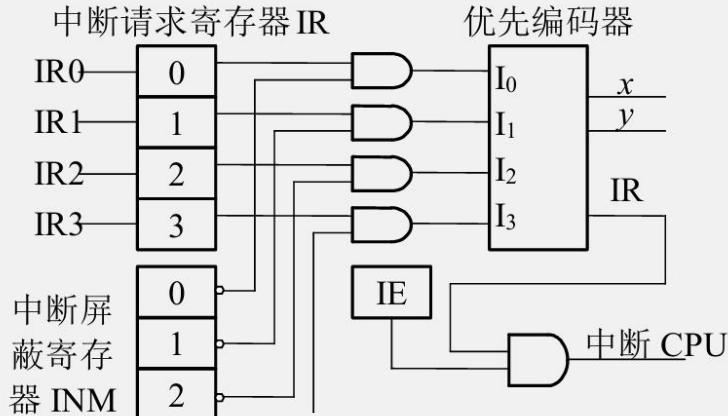 中断请求寄存器 IR
优先编码器
IR0
0
I0
x
IR1
1
I1
y
IR2
2
I2
IR
IR3
3
I3
中断屏
蔽寄存
器 INM
0
1
2
IE
中断 CPU